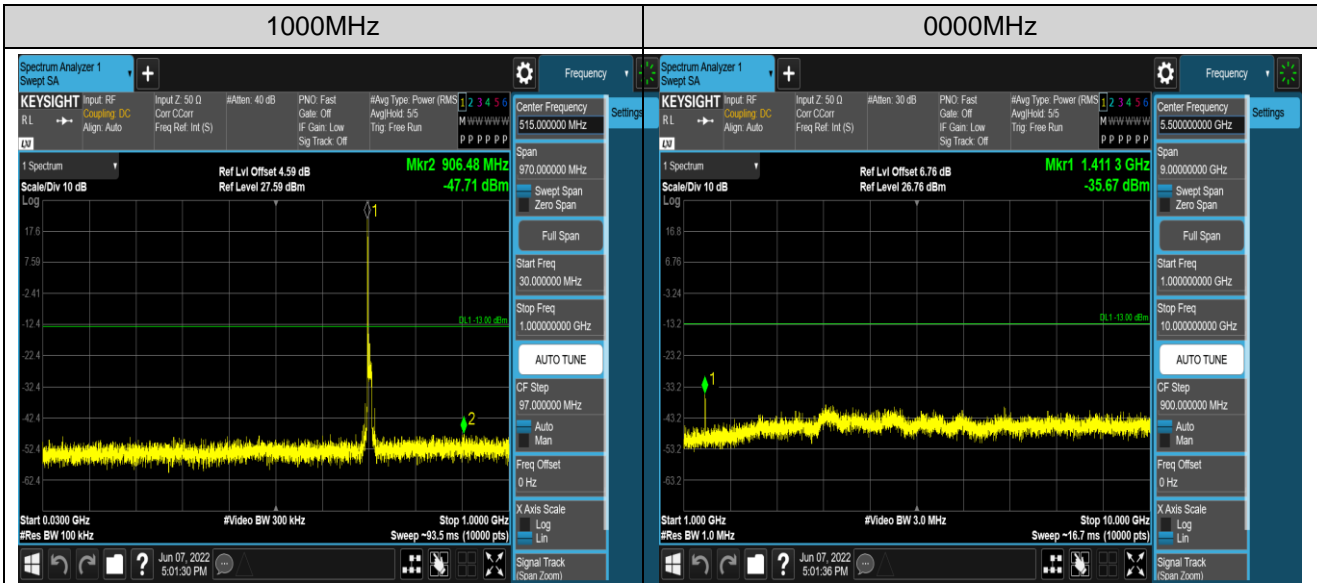 1000MHz
0000MHz
Spectrum Analyzer 1
Swept SA
+
Frequency
Settings
KEYSIGHT
RL
Input: RF
Coupling: DC
Align: Auto
Input Z: 50 Ω
Corr CCorr
Freq Ref: Int (S)
#Atten: 40 dB
PNO: Fast
Gate: Off
IF Gain: Low
Sig Track: Off
#Avg Type: Power (RMS
Avg|Hold: 5/5
Trig: Free Run
1 2 3 4 5 6
M W W W W W
P P P P P P
LXI
1 Spectrum
Scale/Div 10 dB
Log
Ref Lvl Offset 4.59 dB
Ref Level 27.59 dBm
Mkr2 906.48 MHz
-47.71 dBm
17.6
7.59
-2.41
-12.4
-22.4
-32.4
-42.4
-52.4
-62.4
1
DL1 -13.00 dBm
2
Start 0.0300 GHz
#Res BW 100 kHz
#Video BW 300 kHz
Stop 1.0000 GHz
Sweep ~93.5 ms (10000 pts)
Center Frequency
515.000000 MHz
Span
970.000000 MHz
Swept Span
Zero Span
Full Span
Start Freq
30.000000 MHz
Stop Freq
1.000000000 GHz
AUTO TUNE
CF Step
97.000000 MHz
Auto
Man
Freq Offset
0 Hz
X Axis Scale
Log
Lin
Signal Track
(Span Zoom)
?
Jun 07, 2022
5:01:30 PM
Spectrum Analyzer 1
Swept SA
+
Frequency
Settings
KEYSIGHT
RL
Input: RF
Coupling: DC
Align: Auto
Input Z: 50 Ω
Corr CCorr
Freq Ref: Int (S)
#Atten: 30 dB
PNO: Fast
Gate: Off
IF Gain: Low
Sig Track: Off
#Avg Type: Power (RMS
Avg|Hold: 5/5
Trig: Free Run
1 2 3 4 5 6
M W W W W W
P P P P P P
LXI
1 Spectrum
Scale/Div 10 dB
Log
Ref Lvl Offset 6.76 dB
Ref Level 26.76 dBm
Mkr1 1.411 3 GHz
-35.67 dBm
16.8
6.76
-3.24
-13.2
-23.2
-33.2
-43.2
-53.2
-63.2
DL1 -13.00 dBm
1
Start 1.000 GHz
#Res BW 1.0 MHz
#Video BW 3.0 MHz
Stop 10.000 GHz
Sweep ~16.7 ms (10000 pts)
Center Frequency
5.500000000 GHz
Span
9.00000000 GHz
Swept Span
Zero Span
Full Span
Start Freq
1.000000000 GHz
Stop Freq
10.000000000 GHz
AUTO TUNE
CF Step
900.000000 MHz
Auto
Man
Freq Offset
0 Hz
X Axis Scale
Log
Lin
Signal Track
(Span Zoom)
?
Jun 07, 2022
5:01:36 PM